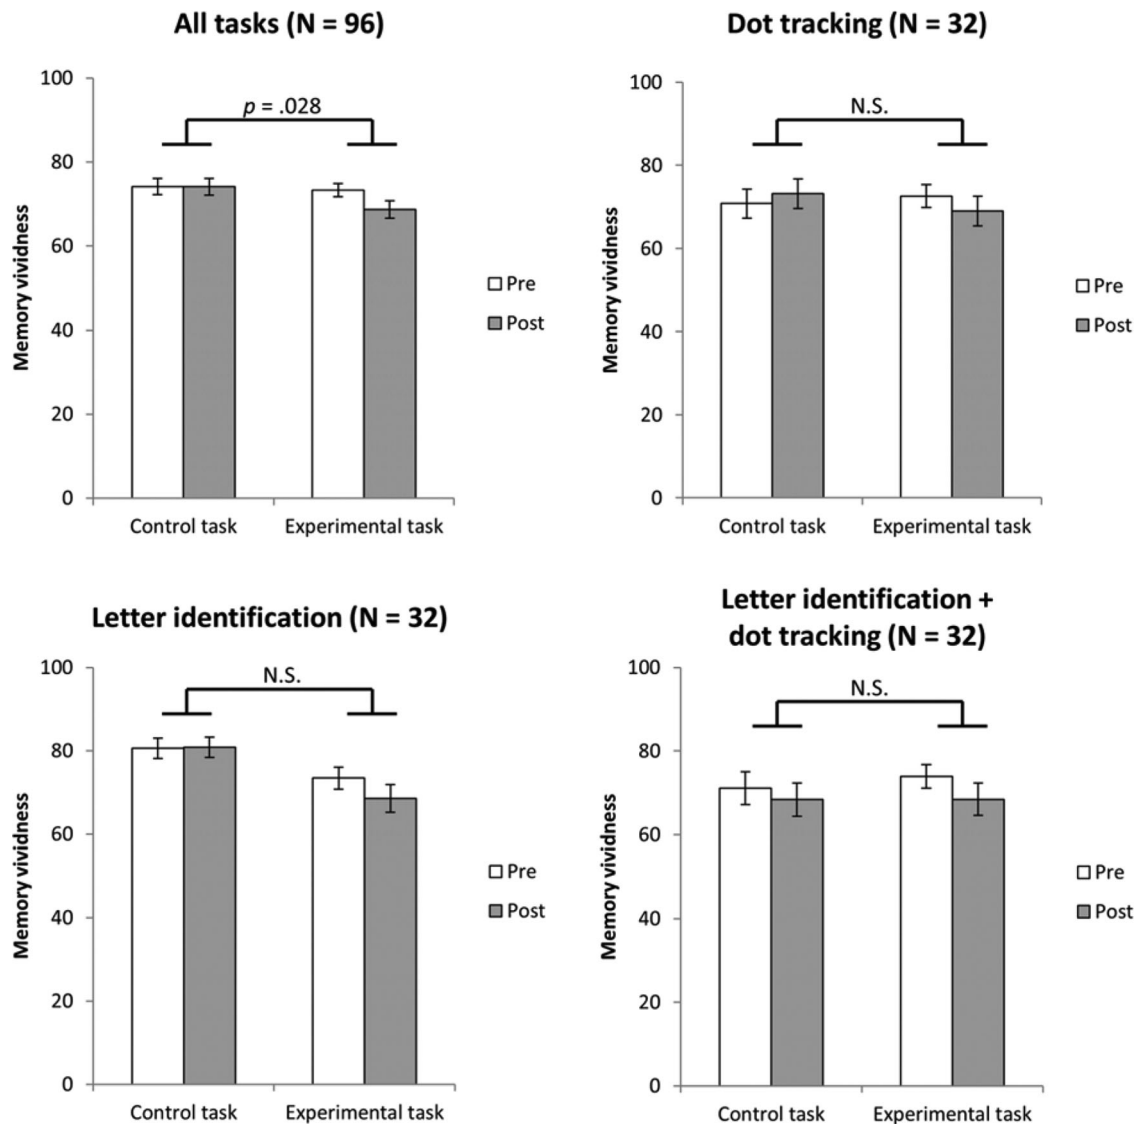 All tasks (N = 96)
100
80
60
40
20
0
Memory vividness
p = .028
Pre
Post
Control task
Experimental task
Dot tracking (N = 32)
100
80
60
40
20
0
Memory vividness
N.S.
Pre
Post
Control task
Experimental task
Letter identification (N = 32)
100
80
60
40
20
0
Memory vividness
N.S.
Pre
Post
Control task
Experimental task
Letter identification +
dot tracking (N = 32)
100
80
60
40
20
0
Memory vividness
N.S.
Pre
Post
Control task
Experimental task